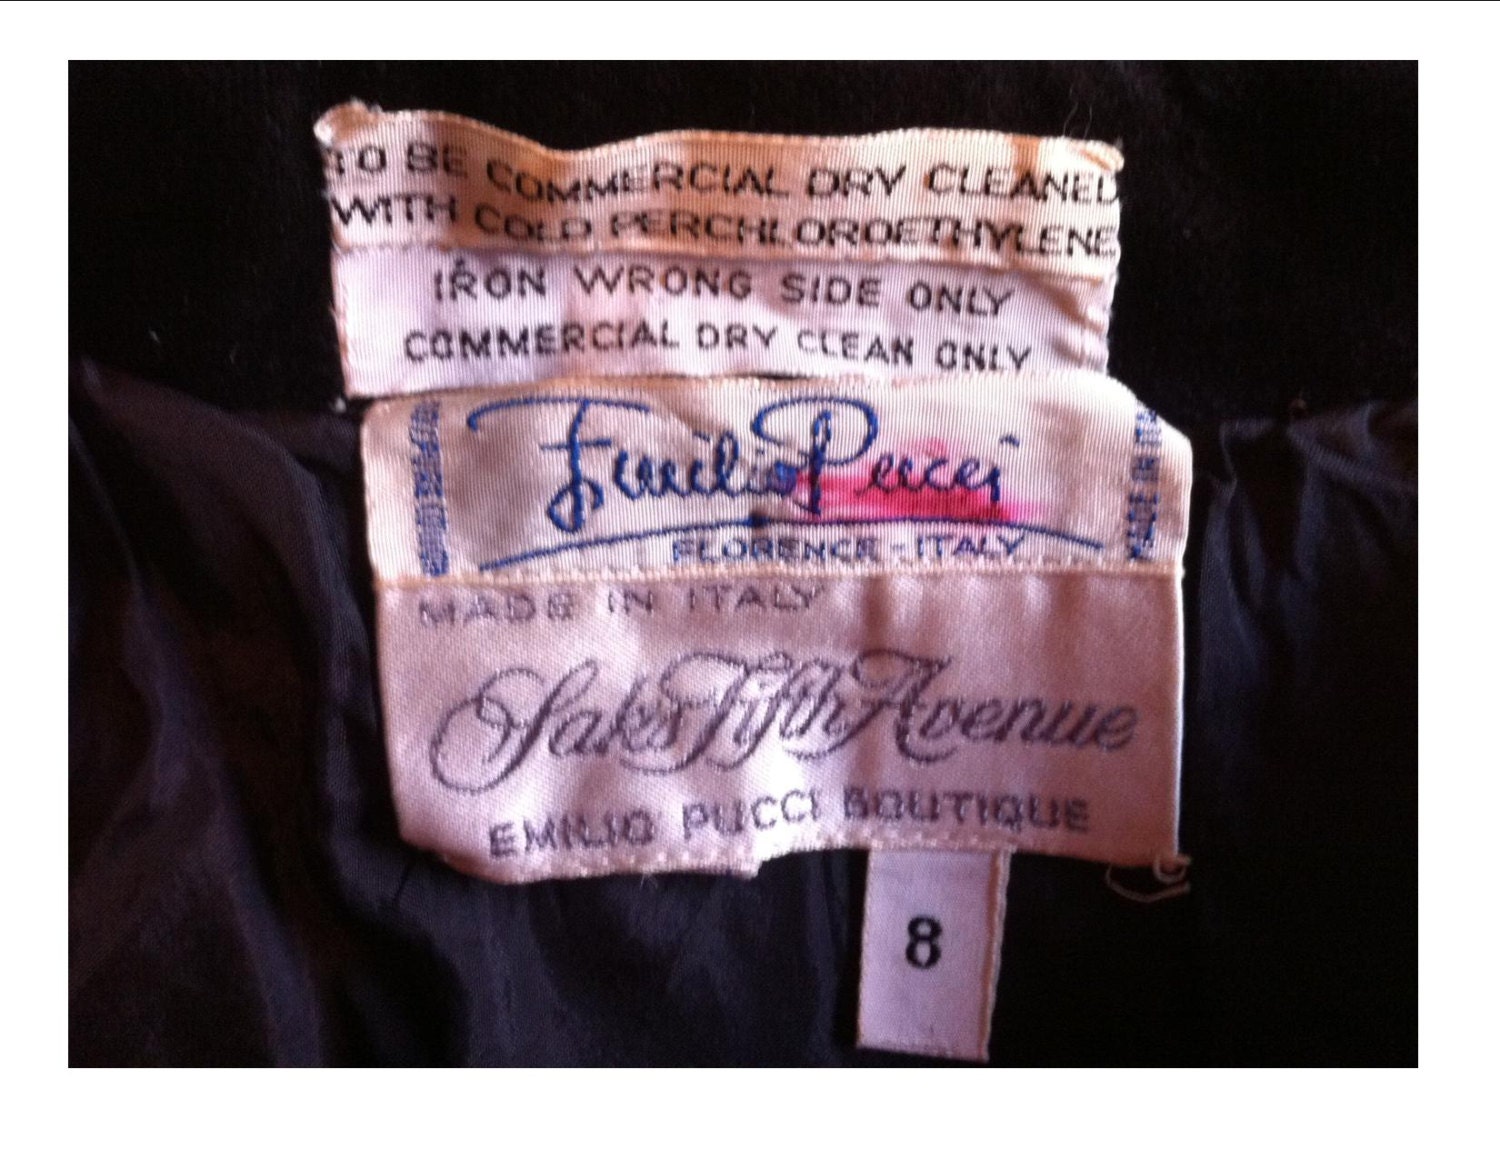 TO BE COMMERCIAL DRY CLEANED
WITH COLD PERCHLOROETHYLENE
IRON WRONG SIDE ONLY
COMMERCIAL DRY CLEAN ONLY
Emilio Pucci
FLORENCE - ITALY
MADE IN ITALY
Saks Fifth Avenue
EMILIO PUCCI BOUTIQUE
8